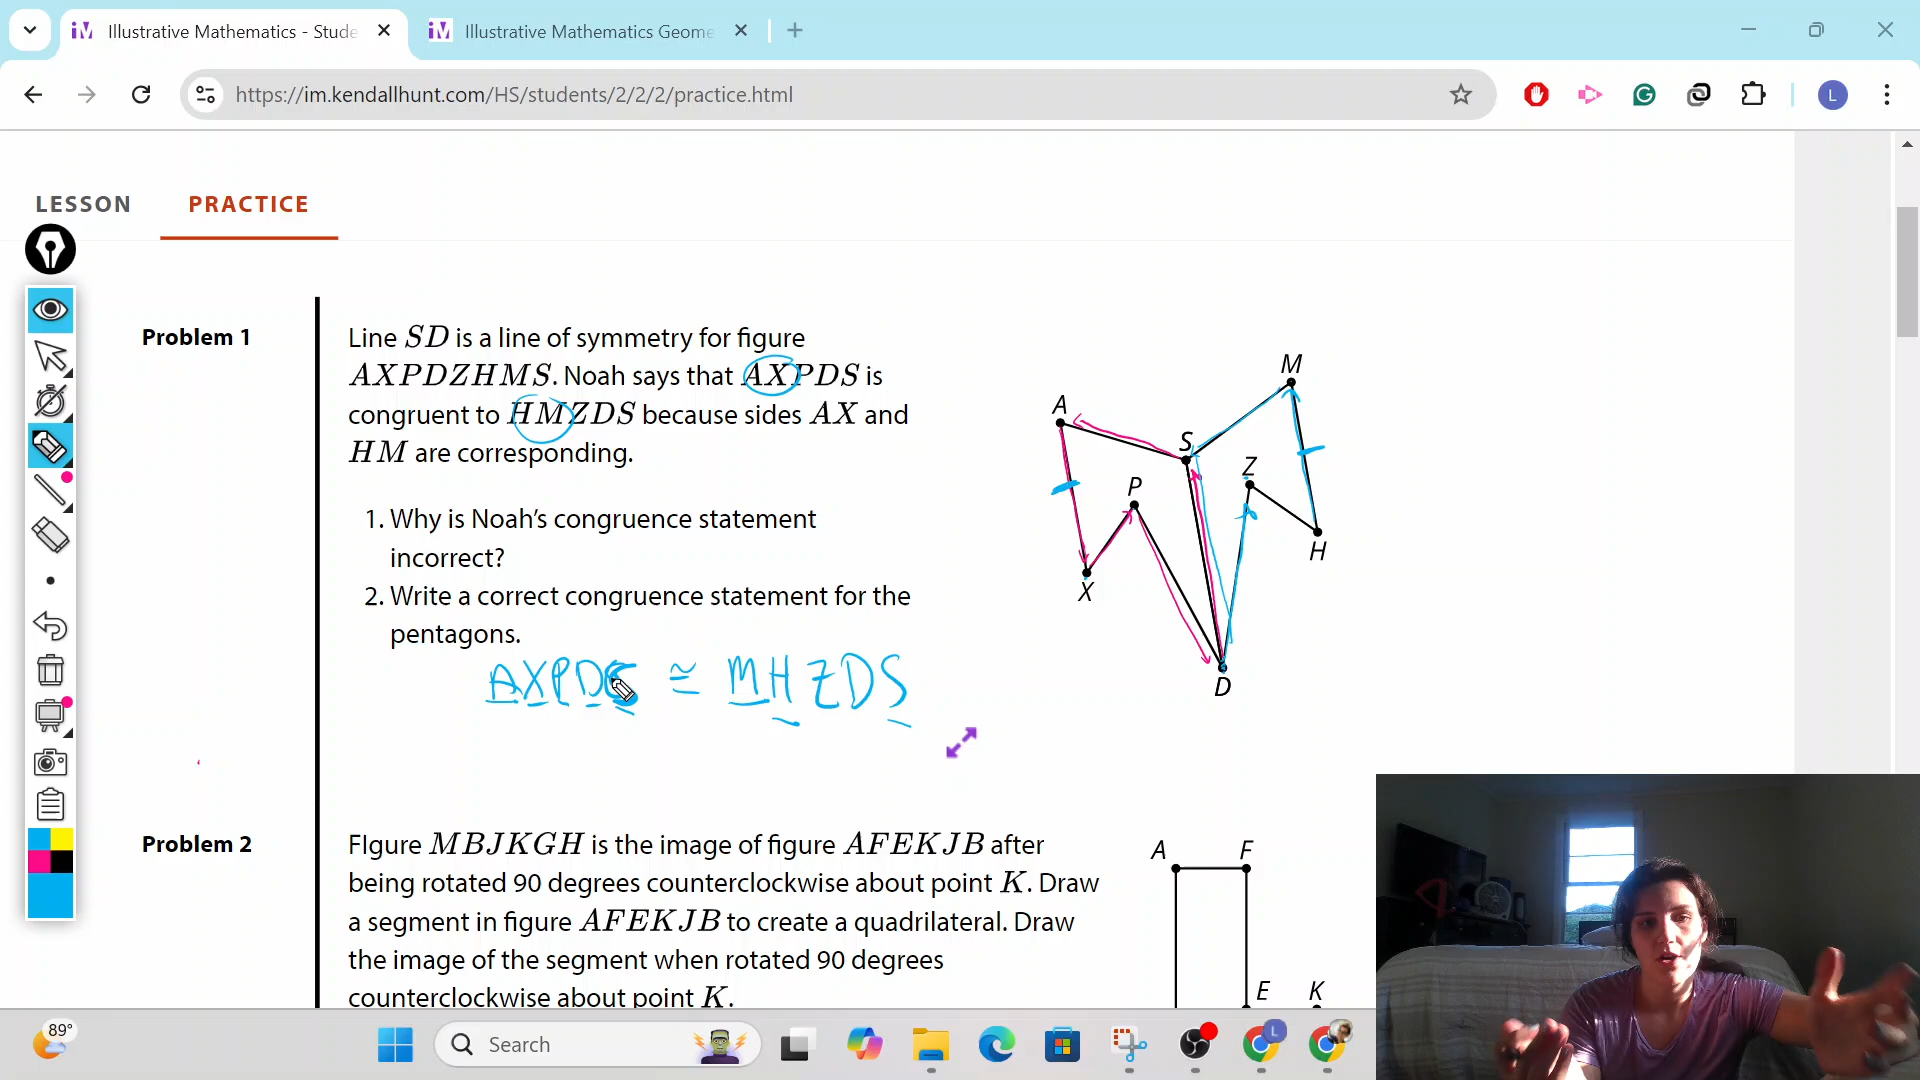 Illustrative Mathematics - Stude
Illustrative Mathematics Geome
https://im.kendallhunt.com/HS/students/2/2/2/practice.html
L
LESSON
PRACTICE
Problem 1
Line SD is a line of symmetry for figure
AXPDZHMS. Noah says that AXPDS is
congruent to HMZDS because sides AX and
HM are corresponding.
1. Why is Noah's congruence statement
incorrect?
2. Write a correct congruence statement for the
pentagons.
AXPDS ≅ MHZDS
M
A
S
Z
P
H
X
D
Problem 2
FIgure MBJKGH is the image of figure AFEKJB after
being rotated 90 degrees counterclockwise about point K. Draw
a segment in figure AFEKJB to create a quadrilateral. Draw
the image of the segment when rotated 90 degrees
counterclockwise about point K.
A F
E K
89°
Search
L